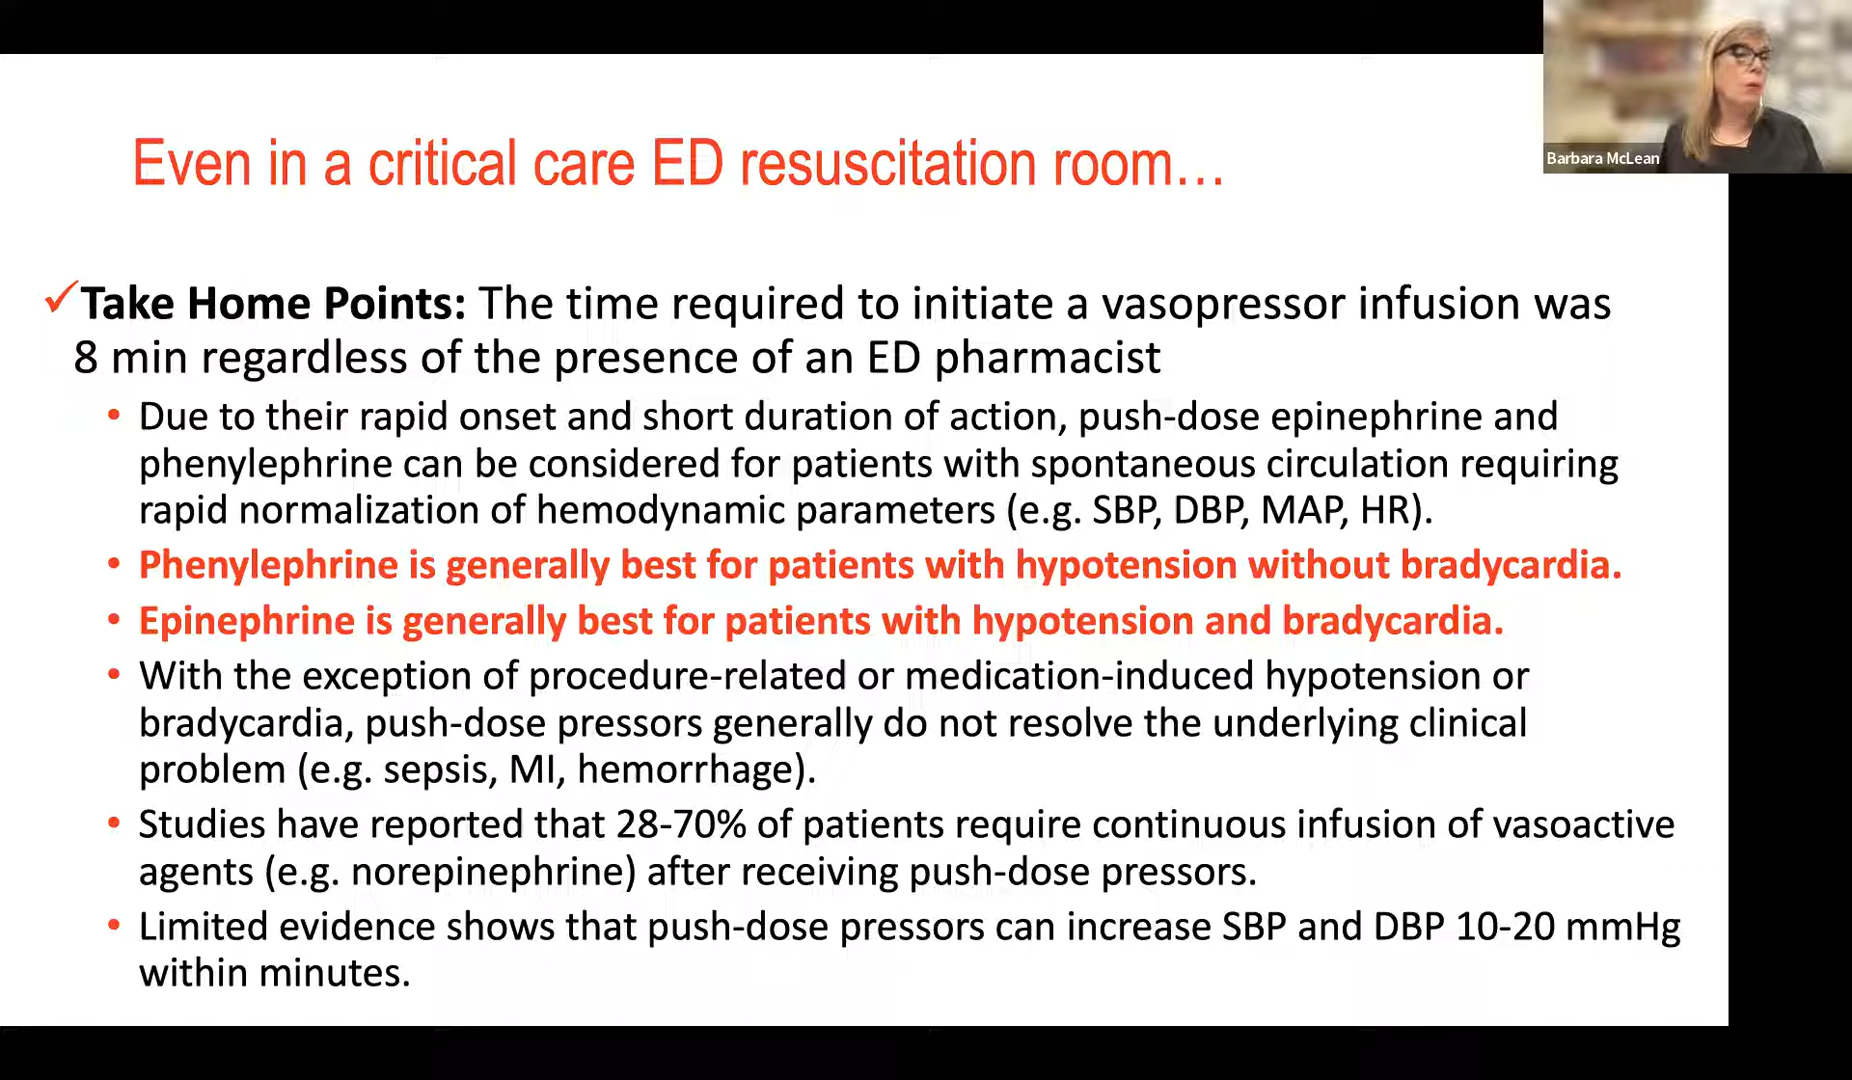 Barbara McLean
Even in a critical care ED resuscitation room...
✓Take Home Points: The time required to initiate a vasopressor infusion was
8 min regardless of the presence of an ED pharmacist
• Due to their rapid onset and short duration of action, push-dose epinephrine and
phenylephrine can be considered for patients with spontaneous circulation requiring
rapid normalization of hemodynamic parameters (e.g. SBP, DBP, MAP, HR).
• Phenylephrine is generally best for patients with hypotension without bradycardia.
• Epinephrine is generally best for patients with hypotension and bradycardia.
• With the exception of procedure-related or medication-induced hypotension or
bradycardia, push-dose pressors generally do not resolve the underlying clinical
problem (e.g. sepsis, MI, hemorrhage).
• Studies have reported that 28-70% of patients require continuous infusion of vasoactive
agents (e.g. norepinephrine) after receiving push-dose pressors.
• Limited evidence shows that push-dose pressors can increase SBP and DBP 10-20 mmHg
within minutes.